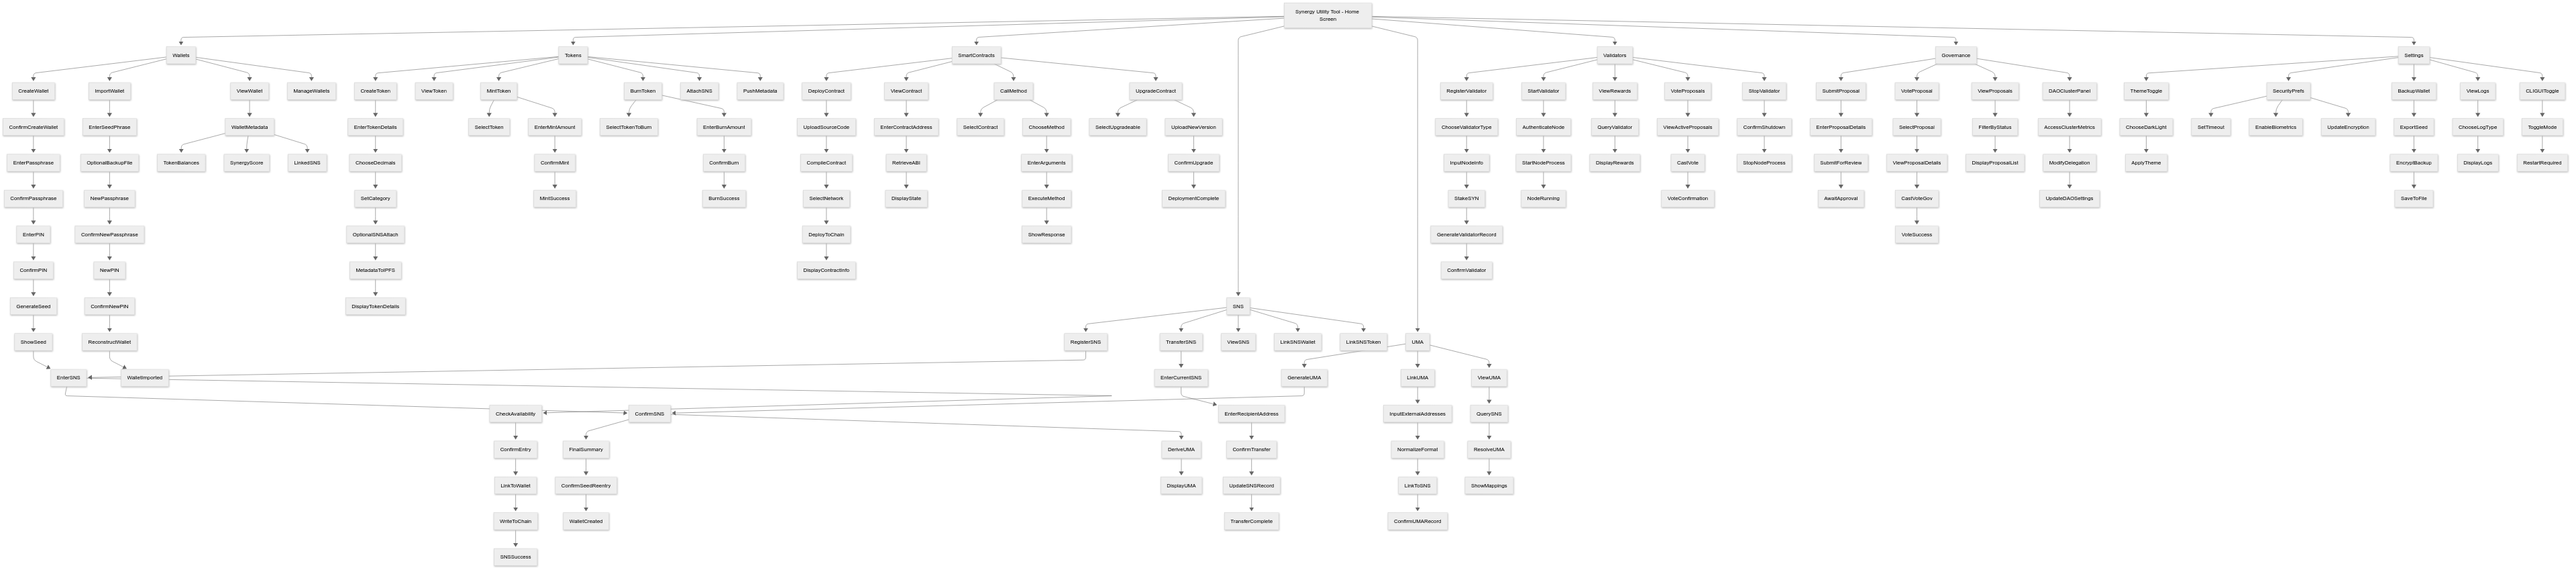 Synergy Utility Tool - Home
Screen
Wallets
Tokens
SmartContracts
Validators
Governance
Settings
CreateWallet
ImportWallet
ViewWallet
ManageWallets
CreateToken
ViewToken
MintToken
BurnToken
AttachSNS
PushMetadata
DeployContract
ViewContract
CallMethod
UpgradeContract
RegisterValidator
StartValidator
ViewRewards
VoteProposals
StopValidator
SubmitProposal
VoteProposal
ViewProposals
DAOClusterPanel
ThemeToggle
SecurityPrefs
BackupWallet
ViewLogs
CLIGUIToggle
ConfirmCreateWallet
EnterSeedPhrase
WalletMetadata
EnterTokenDetails
SelectToken
EnterMintAmount
SelectTokenToBurn
EnterBurnAmount
UploadSourceCode
EnterContractAddress
SelectContract
ChooseMethod
SelectUpgradeable
UploadNewVersion
ChooseValidatorType
AuthenticateNode
QueryValidator
ViewActiveProposals
ConfirmShutdown
EnterProposalDetails
SelectProposal
FilterByStatus
AccessClusterMetrics
ChooseDarkLight
SetTimeout
EnableBiometrics
UpdateEncryption
ExportSeed
ChooseLogType
ToggleMode
EnterPassphrase
OptionalBackupFile
TokenBalances
SynergyScore
LinkedSNS
ChooseDecimals
ConfirmMint
ConfirmBurn
CompileContract
RetrieveABI
EnterArguments
ConfirmUpgrade
InputNodeInfo
StartNodeProcess
DisplayRewards
CastVote
StopNodeProcess
SubmitForReview
ViewProposalDetails
DisplayProposalList
ModifyDelegation
ApplyTheme
EncryptBackup
DisplayLogs
RestartRequired
ConfirmPassphrase
NewPassphrase
SetCategory
MintSuccess
BurnSuccess
SelectNetwork
DisplayState
ExecuteMethod
DeploymentComplete
StakeSYN
NodeRunning
VoteConfirmation
AwaitApproval
CastVoteGov
UpdateDAOSettings
SaveToFile
EnterPIN
ConfirmNewPassphrase
OptionalSNSAttach
DeployToChain
ShowResponse
GenerateValidatorRecord
VoteSuccess
ConfirmPIN
NewPIN
MetadataToIPFS
DisplayContractInfo
ConfirmValidator
GenerateSeed
ConfirmNewPIN
DisplayTokenDetails
SNS
ShowSeed
ReconstructWallet
RegisterSNS
TransferSNS
ViewSNS
LinkSNSWallet
LinkSNSToken
UMA
EnterSNS
WalletImported
EnterCurrentSNS
GenerateUMA
LinkUMA
ViewUMA
CheckAvailability
ConfirmSNS
EnterRecipientAddress
InputExternalAddresses
QuerySNS
ConfirmEntry
FinalSummary
DeriveUMA
ConfirmTransfer
NormalizeFormat
ResolveUMA
LinkToWallet
ConfirmSeedReentry
DisplayUMA
UpdateSNSRecord
LinkToSNS
ShowMappings
WriteToChain
WalletCreated
TransferComplete
ConfirmUMARecord
SNSSuccess